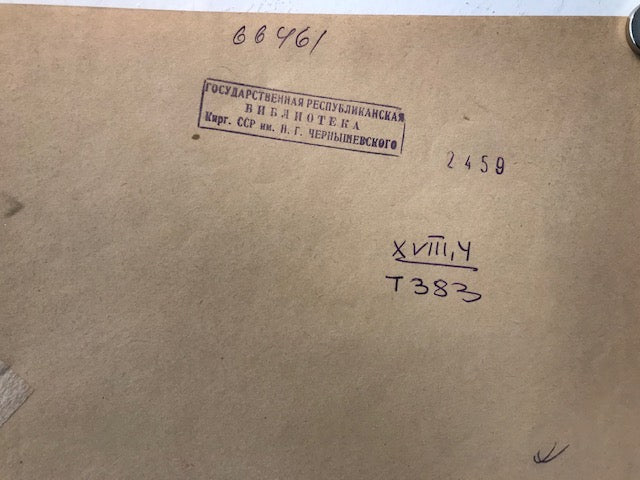 66461
ГОСУДАРСТВЕННАЯ РЕСПУБЛИКАНСКАЯ
БИБЛИОТЕКА
Кирг. ССР им. Н. Г. ЧЕРНЫШЕВСКОГО
2459
XVIII, 4
Т383